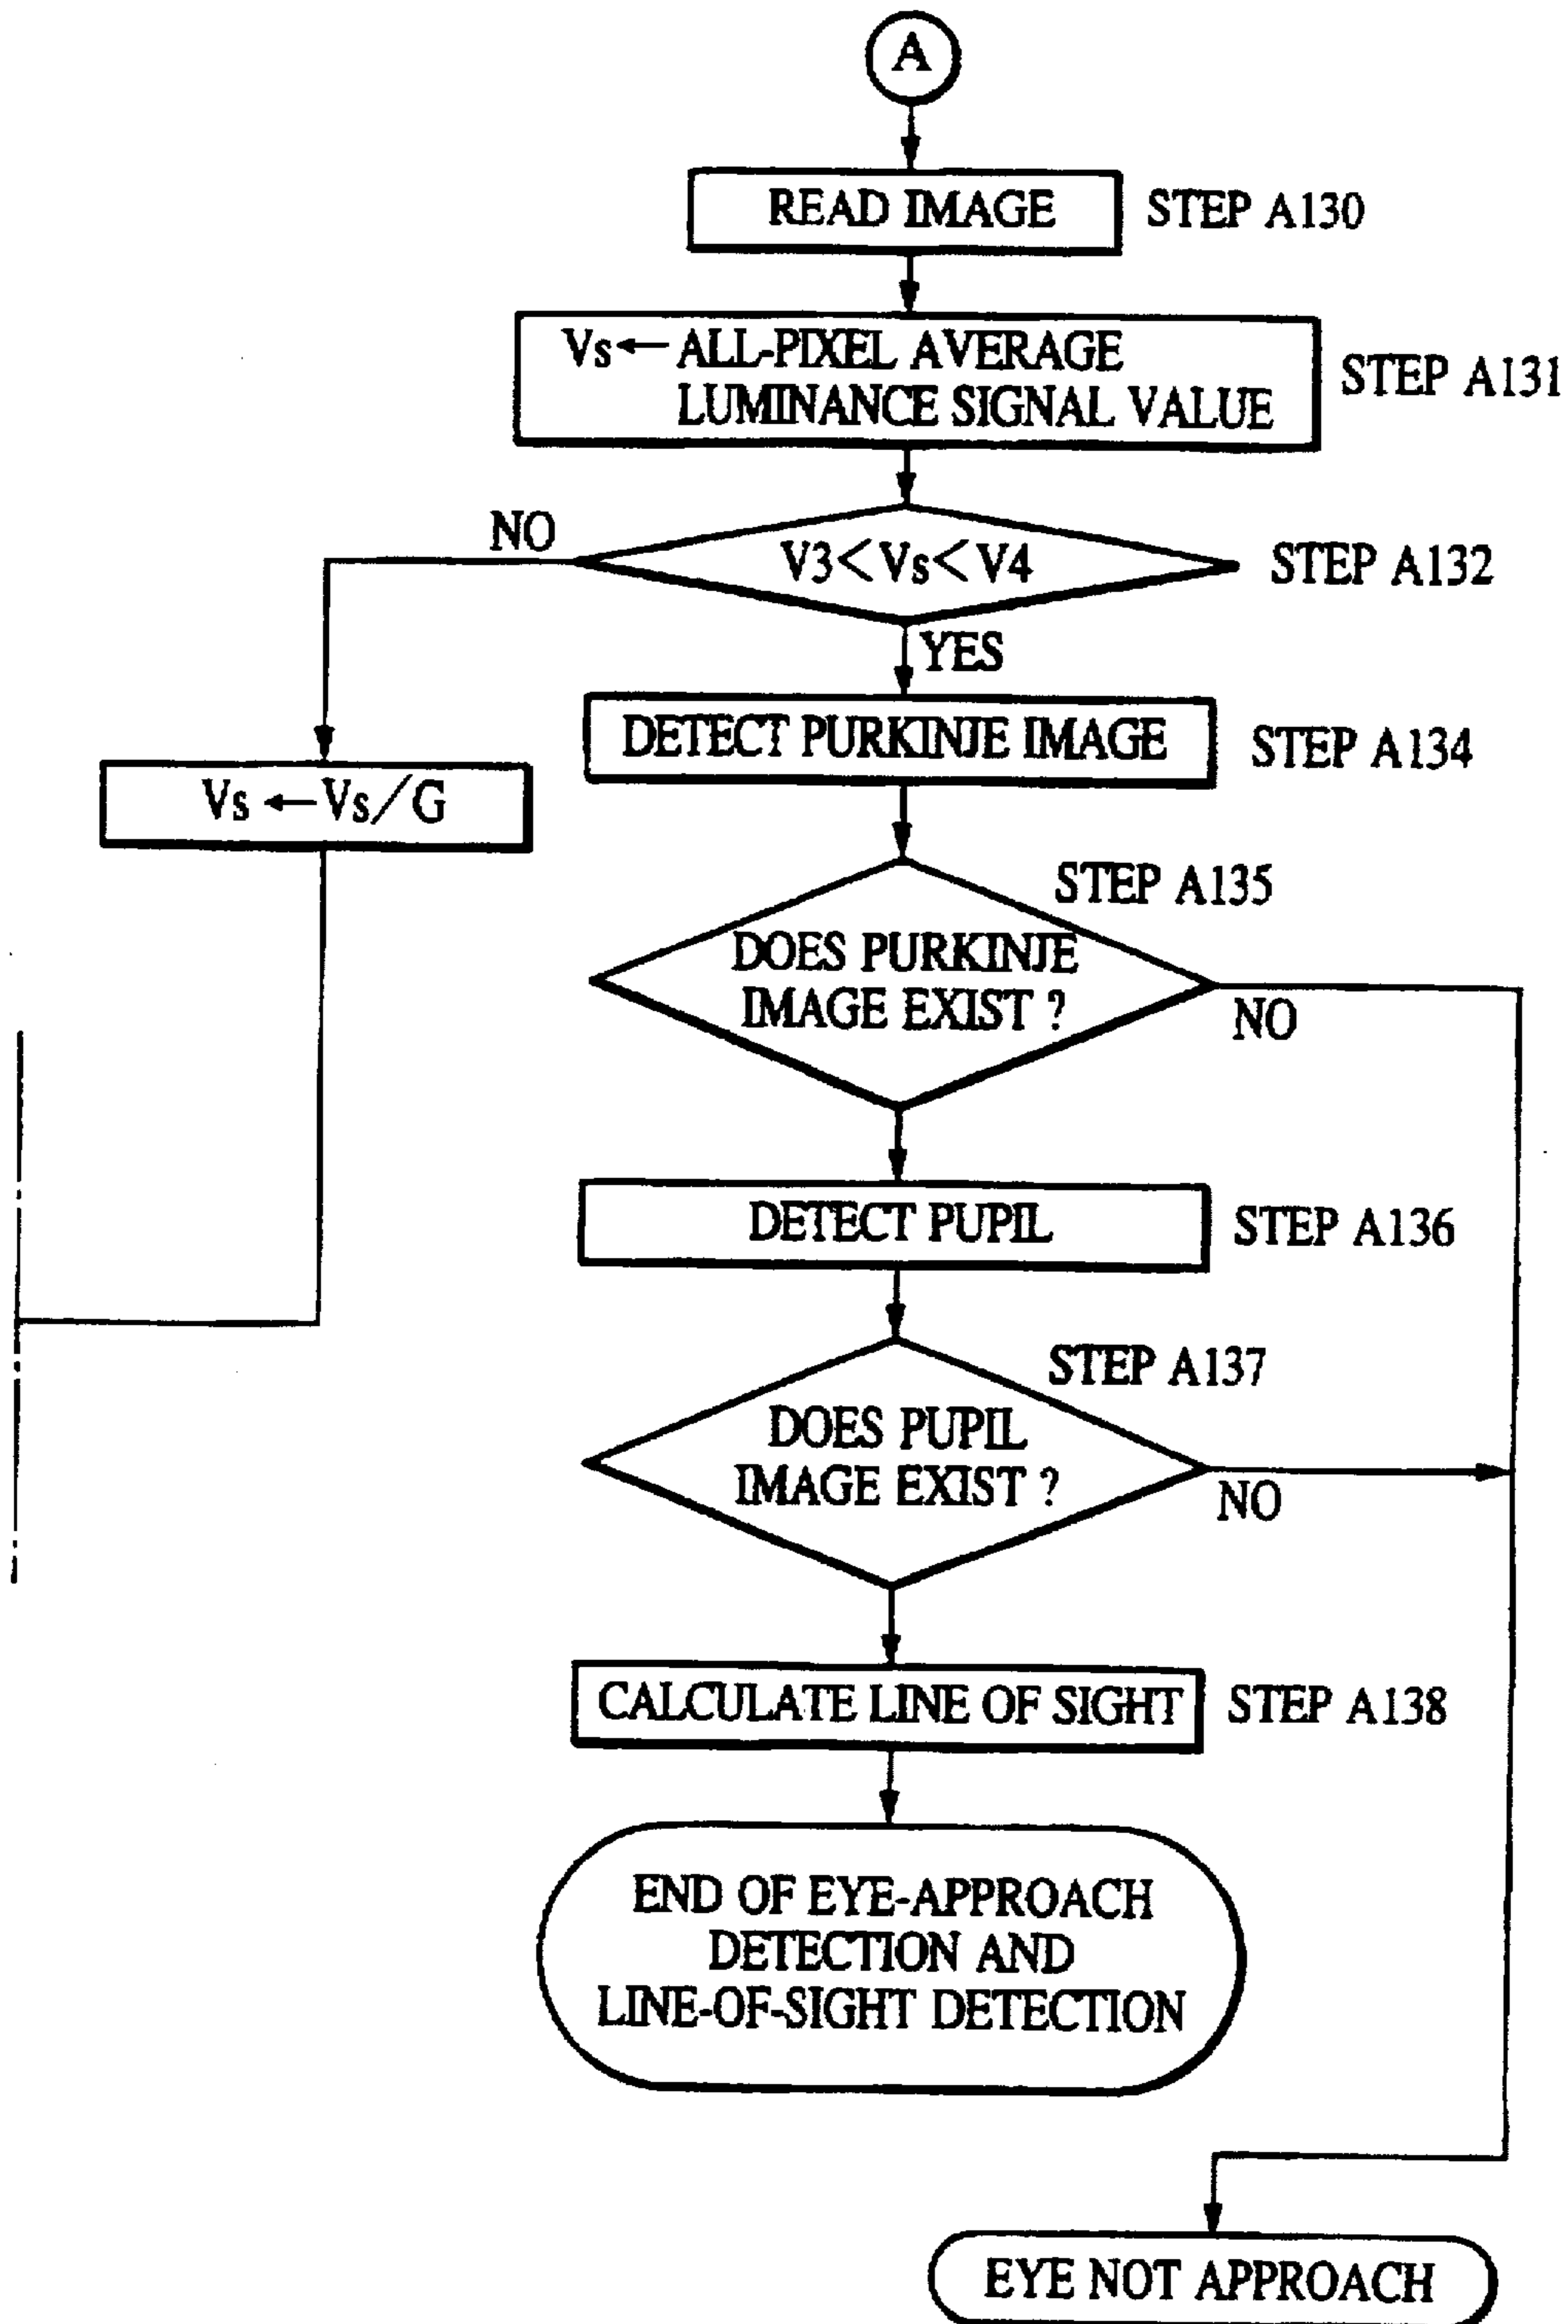 A
READ IMAGE
STEP A130
Vs←ALL-PIXEL AVERAGE
LUMINANCE SIGNAL VALUE
STEP A131
NO
V3<Vs<V4
STEP A132
YES
DETECT PURKINJE IMAGE
STEP A134
Vs←Vs/G
STEP A135
DOES PURKINJE
IMAGE EXIST ?
NO
DETECT PUPIL
STEP A136
STEP A137
DOES PUPIL
IMAGE EXIST ?
NO
CALCULATE LINE OF SIGHT
STEP A138
END OF EYE-APPROACH
DETECTION AND
LINE-OF-SIGHT DETECTION
EYE NOT APPROACH